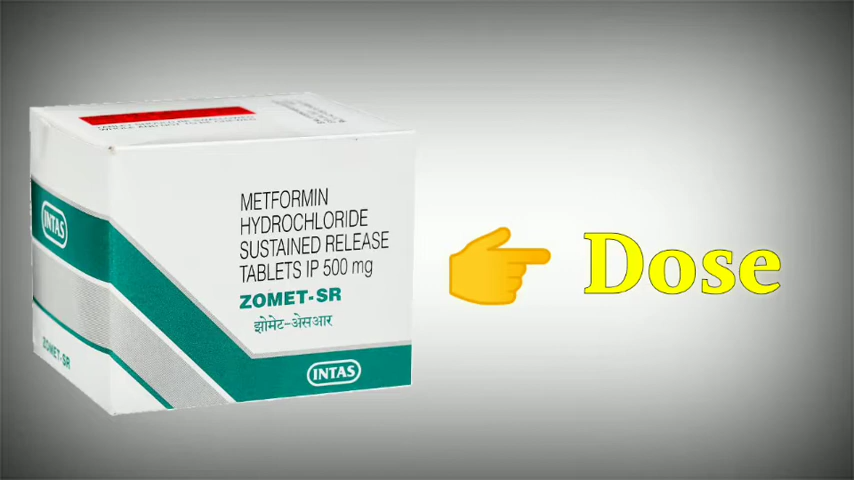 METFORMIN
HYDROCHLORIDE
SUSTAINED RELEASE
TABLETS IP 500 mg
ZOMET-SR
झोमेट-एसआर
INTAS
INTAS
ZOMET-SR
Dose